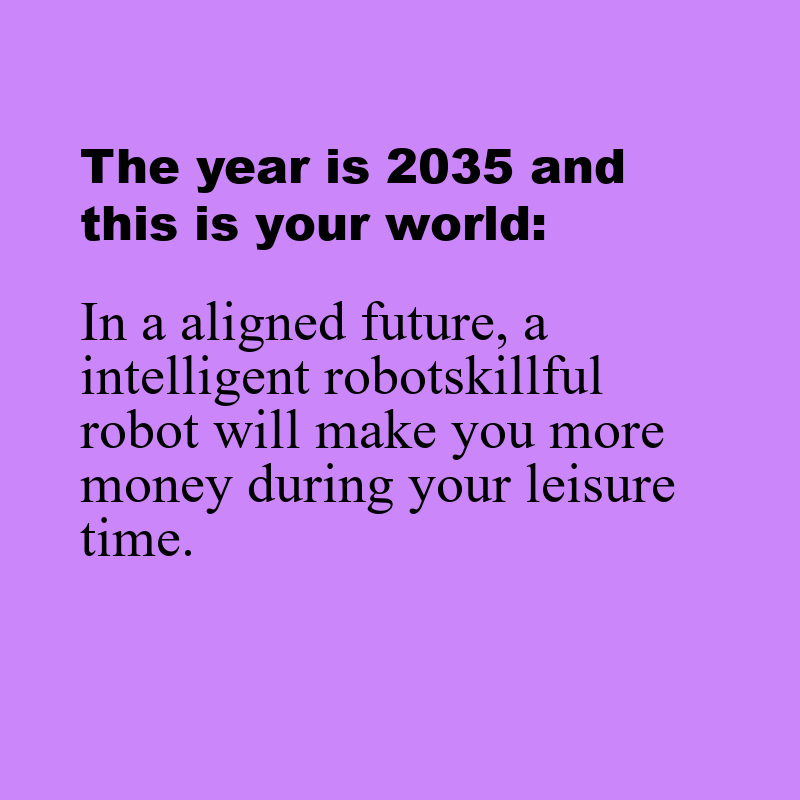 The year is 2035 and
this is your world:
In a aligned future, a
intelligent robotskillful
robot will make you more
money during your leisure
time.